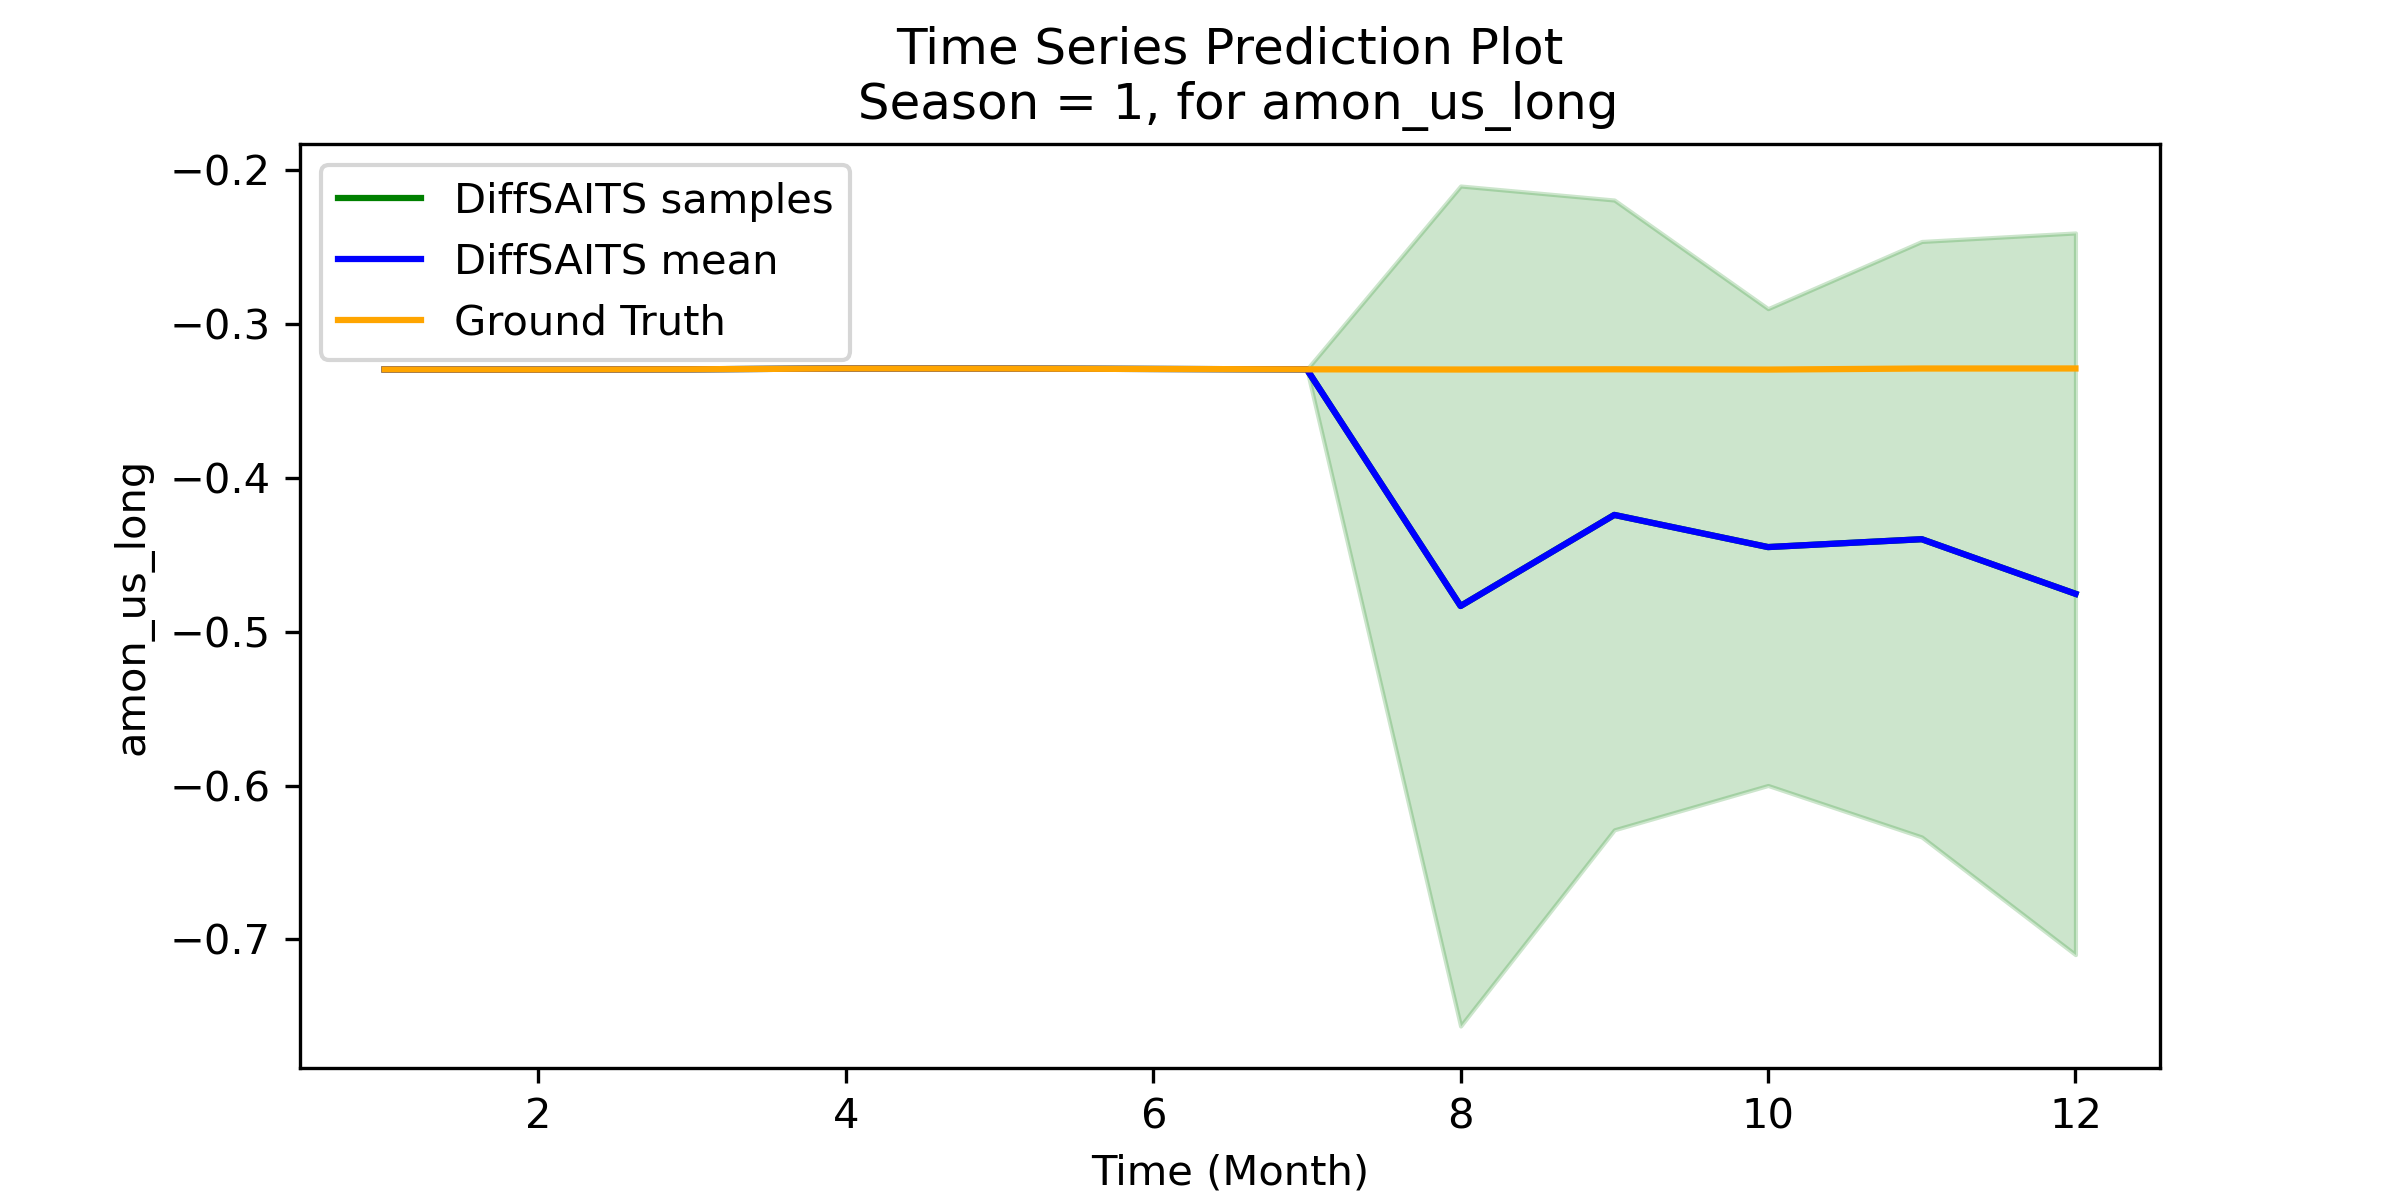 Time Series Prediction Plot
Season = 1, for amon_us_long
DiffSAITS samples
DiffSAITS mean
Ground Truth
amon_us_long
−0.2
−0.3
−0.4
−0.5
−0.6
−0.7
2 4 6 8 10 12
Time (Month)